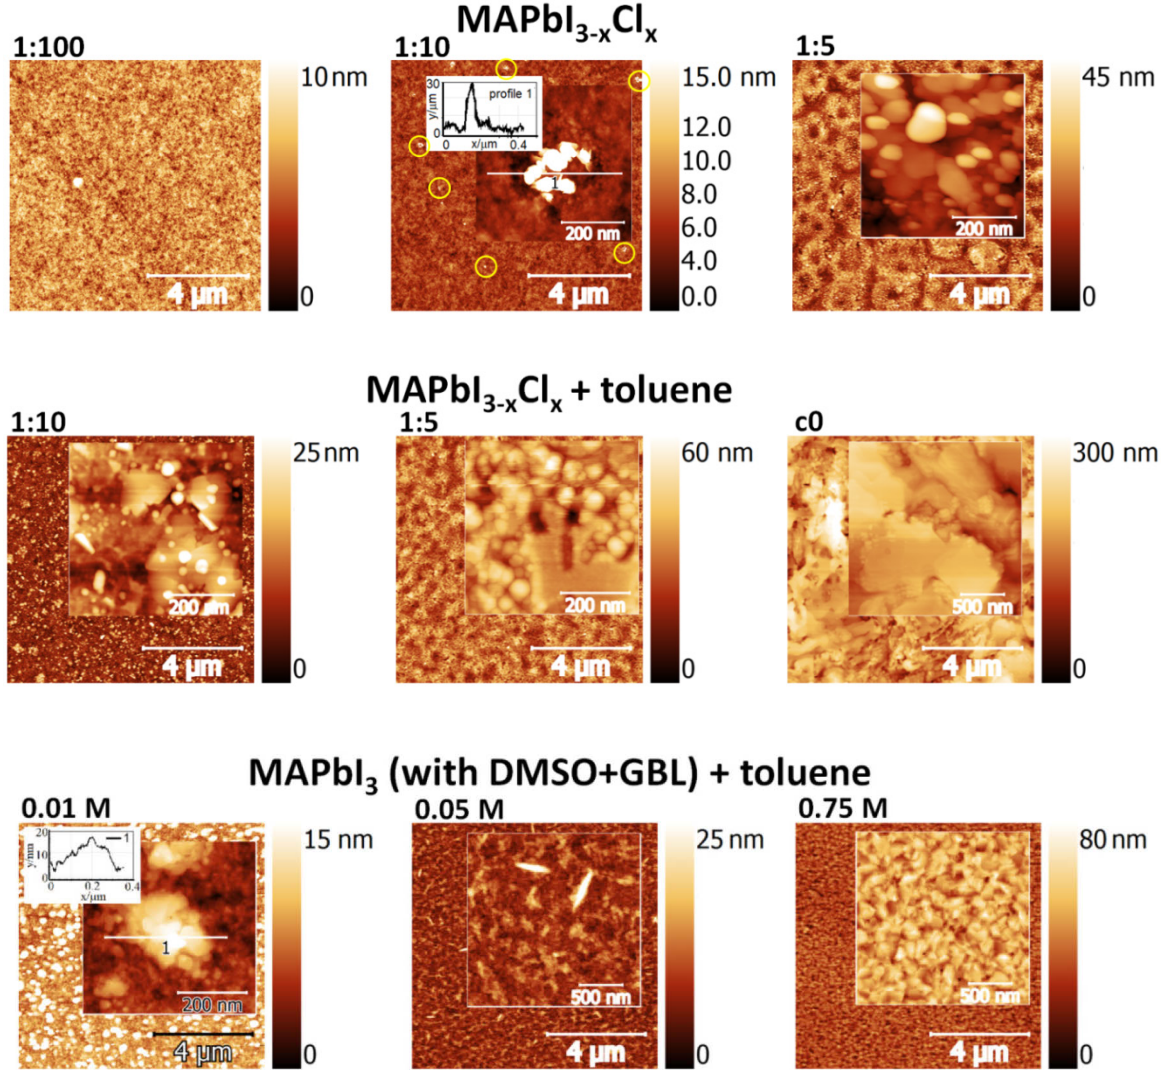 MAPbI3-xClx
1:100
1:10
1:5
10 nm
0
4 µm
30
y/µm
0
profile 1
0
x/µm
0.4
1
200 nm
4 µm
15.0 nm
12.0
10.0
8.0
6.0
4.0
0.0
200 nm
4 µm
45 nm
0
MAPbI3-xClx + toluene
1:10
1:5
c0
200 nm
4 µm
25 nm
0
200 nm
4 µm
60 nm
0
500 nm
4 µm
300 nm
0
MAPbI3 (with DMSO+GBL) + toluene
0.01 M
0.05 M
0.75 M
20
y/nm
10
0
1
0
0.2
0.4
x/µm
1
200 nm
4 µm
15 nm
0
500 nm
4 µm
25 nm
0
500 nm
4 µm
80 nm
0